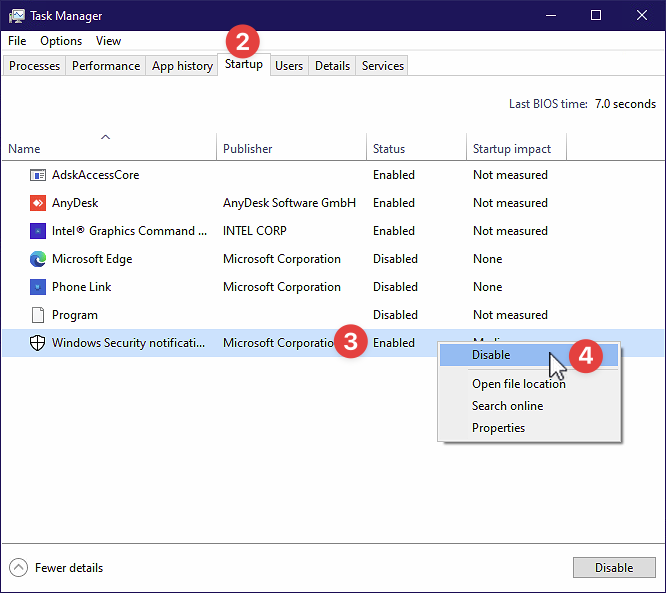 Task Manager
File Options View
2
Processes Performance App history Startup Users Details Services
Last BIOS time: 7.0 seconds
Name Publisher Status Startup impact
AdskAccessCore Enabled Not measured
AnyDesk AnyDesk Software GmbH Enabled Not measured
Intel® Graphics Command ... INTEL CORP Enabled Not measured
Microsoft Edge Microsoft Corporation Disabled None
Phone Link Microsoft Corporation Disabled None
Program Disabled Not measured
Windows Security notificati... Microsoft Corporatio 3 Enabled
Disable 4
Open file location
Search online
Properties
Fewer details Disable